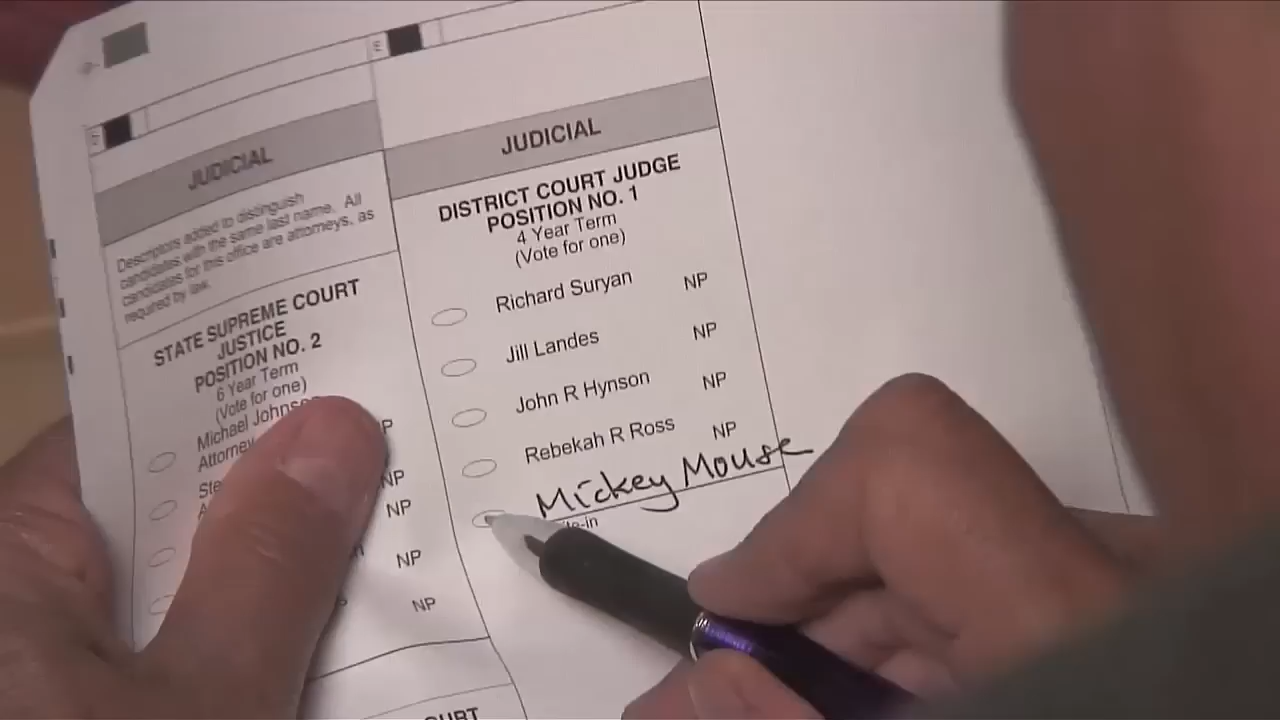 JUDICIAL
Descriptors added to distinguish
candidates with the same last name. All
candidates for this office are attorneys, as
required by law.
STATE SUPREME COURT
JUSTICE
POSITION NO. 2
6 Year Term
(Vote for one)
Michael Johnson
Attorney
NP
NP
NP
NP
JUDICIAL
DISTRICT COURT JUDGE
POSITION NO. 1
4 Year Term
(Vote for one)
Richard Suryan NP
Jill Landes NP
John R Hynson NP
Rebekah R Ross NP
Mickey Mouse